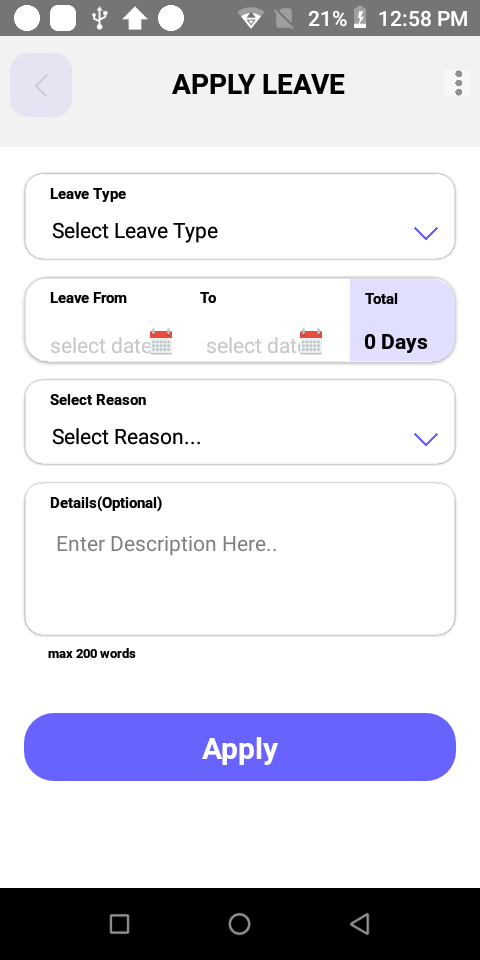 21% 12:58 PM
APPLY LEAVE
Leave Type
Select Leave Type
Leave From To Total
select date select date 0 Days
Select Reason
Select Reason...
Details(Optional)
Enter Description Here..
max 200 words
Apply